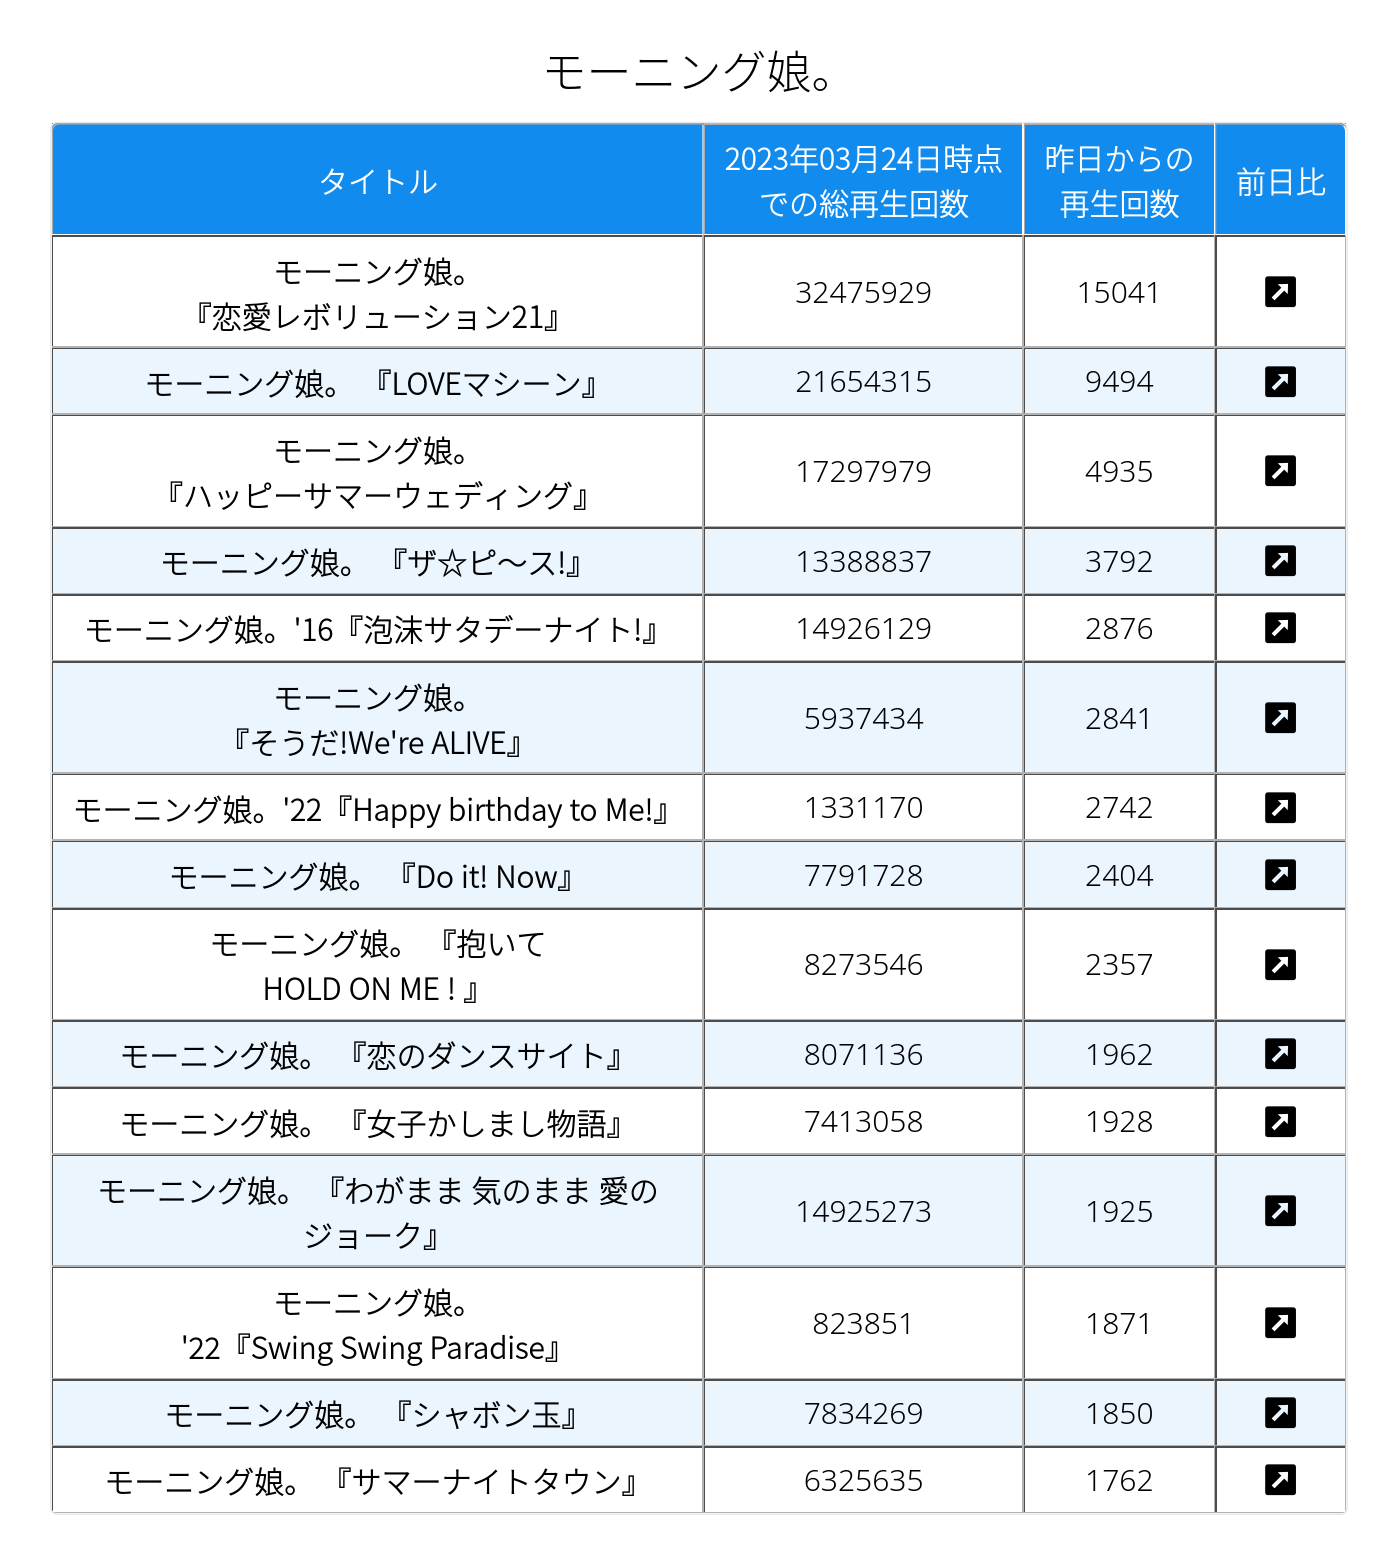 モーニング娘。
タイトル
2023年03月24日時点
での総再生回数
昨日からの
再生回数
前日比
モーニング娘。
『恋愛レボリューション21』
32475929
15041
モーニング娘。 『LOVEマシーン』
21654315
9494
モーニング娘。
『ハッピーサマーウェディング』
17297979
4935
モーニング娘。 『ザ☆ピ〜ス!』
13388837
3792
モーニング娘。'16『泡沫サタデーナイト!』
14926129
2876
モーニング娘。
『そうだ!We're ALIVE』
5937434
2841
モーニング娘。'22『Happy birthday to Me!』
1331170
2742
モーニング娘。 『Do it! Now』
7791728
2404
モーニング娘。 『抱いて
HOLD ON ME ! 』
8273546
2357
モーニング娘。 『恋のダンスサイト』
8071136
1962
モーニング娘。 『女子かしまし物語』
7413058
1928
モーニング娘。 『わがまま 気のまま 愛の
ジョーク』
14925273
1925
モーニング娘。
'22『Swing Swing Paradise』
823851
1871
モーニング娘。 『シャボン玉』
7834269
1850
モーニング娘。 『サマーナイトタウン』
6325635
1762